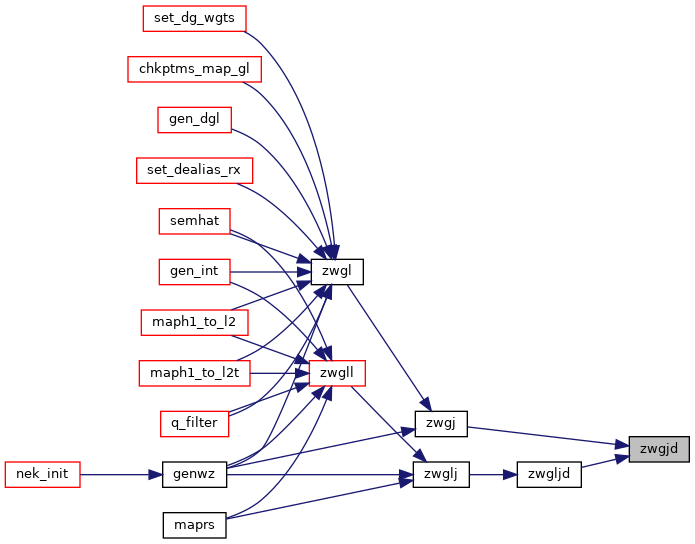 set_dg_wgts
chkptms_map_gl
gen_dgl
set_dealias_rx
semhat
gen_int
zwgl
maph1_to_l2
maph1_to_l2t
zwgll
q_filter
zwgj
zwgjd
nek_init
genwz
zwglj
zwgljd
maprs